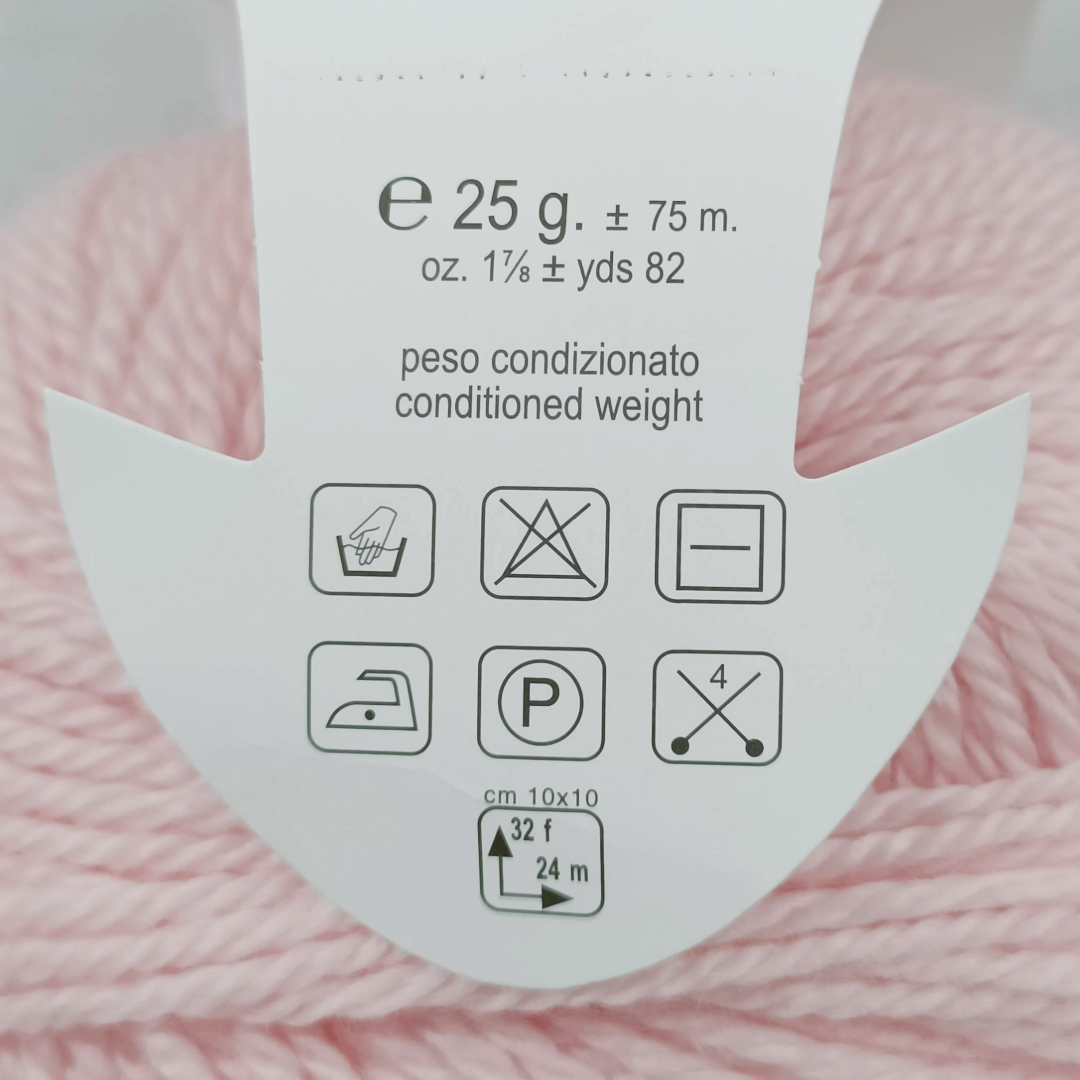 ℮ 25 g. ± 75 m.
oz. 1⅞ ± yds 82
peso condizionato
conditioned weight
P
4
cm 10x10
32 f
24 m